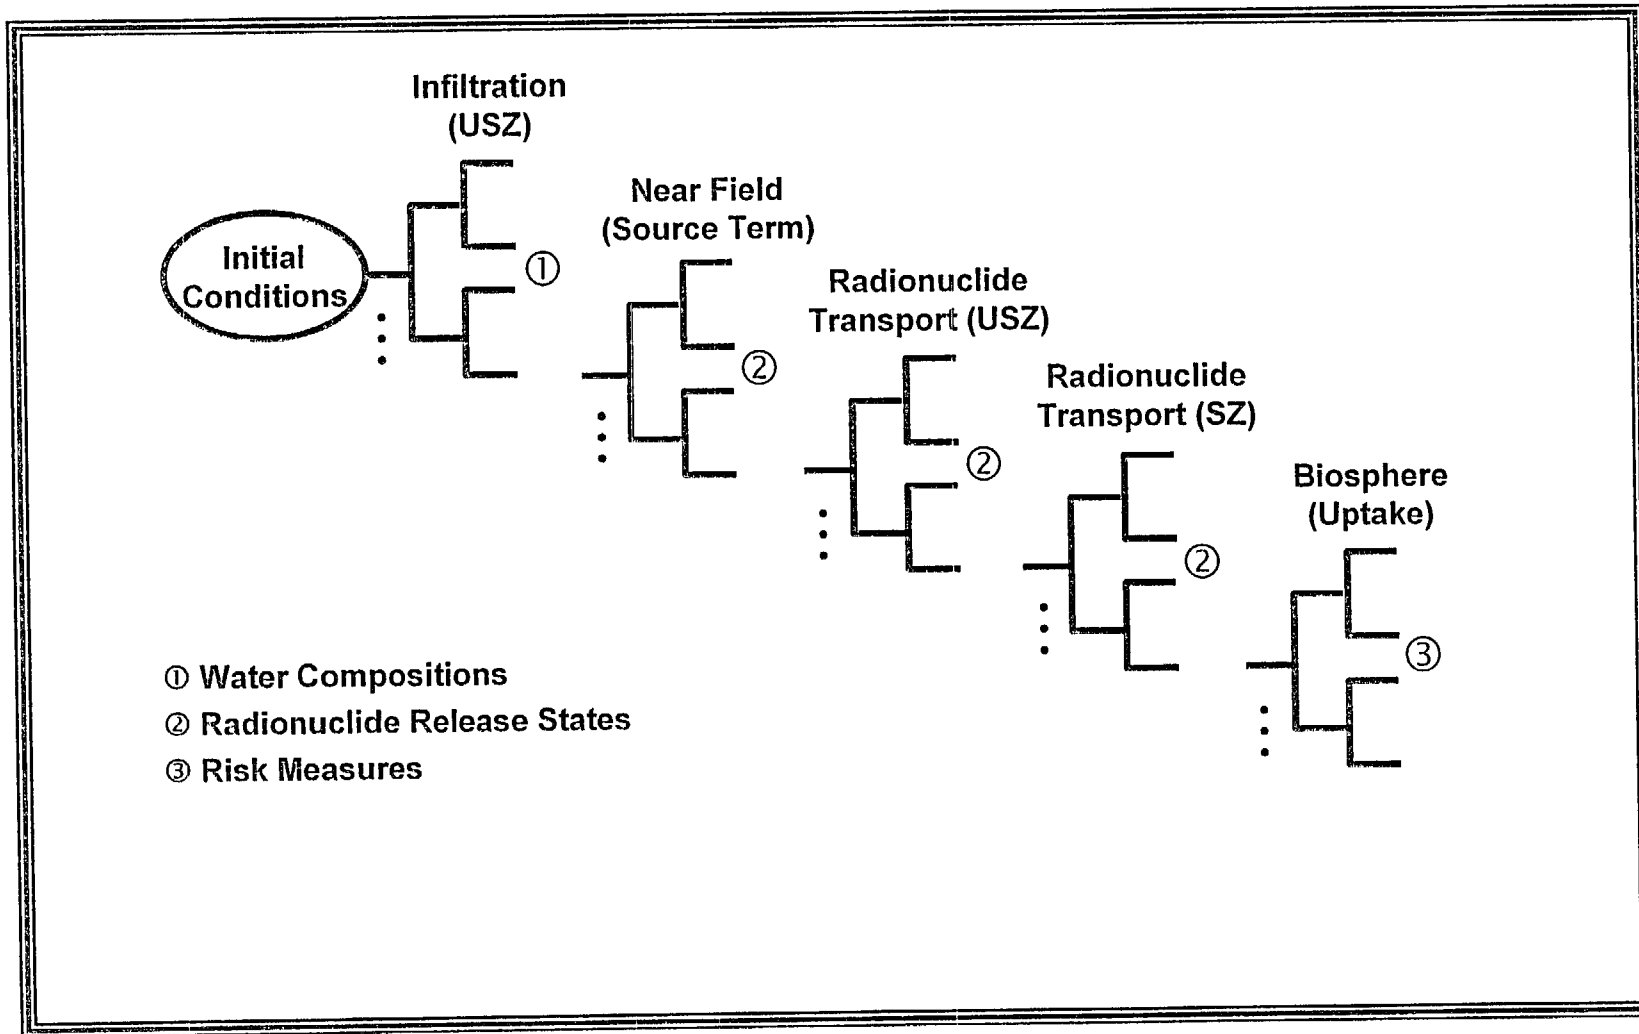 Infiltration
(USZ)
Near Field
(Source Term)
Initial
Conditions
①
Radionuclide
Transport (USZ)
②
Radionuclide
Transport (SZ)
②
Biosphere
(Uptake)
②
③
① Water Compositions
② Radionuclide Release States
③ Risk Measures